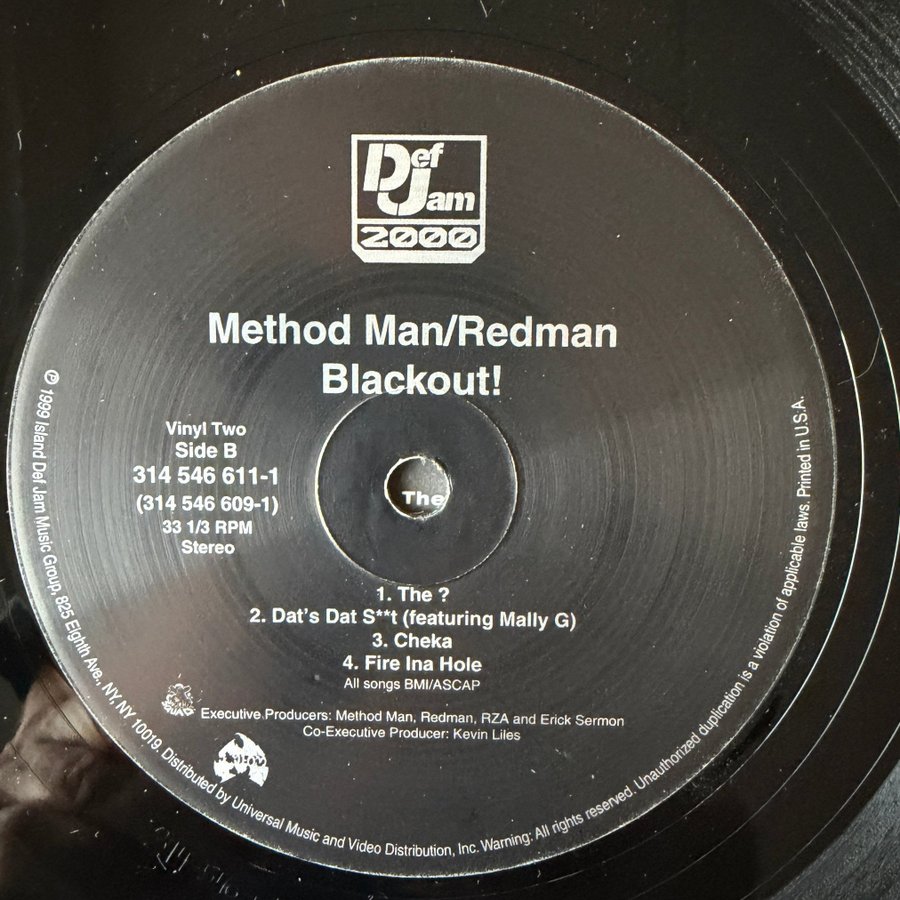 Def Jam
2000
Method Man/Redman
Blackout!
Vinyl Two
Side B
314 546 611-1
(314 546 609-1)
33 1/3 RPM
Stereo
The
1. The ?
2. Dat's Dat S**t (featuring Mally G)
3. Cheka
4. Fire Ina Hole
All songs BMI/ASCAP
Executive Producers: Method Man, Redman, RZA and Erick Sermon
Co-Executive Producer: Kevin Liles
℗ 1999 Island Def Jam Music Group, 825 Eighth Ave., NY, NY 10019. Distributed by Universal Music and Video Distribution, Inc. Warning: All rights reserved. Unauthorized duplication is a violation of applicable laws. Printed in U.S.A.